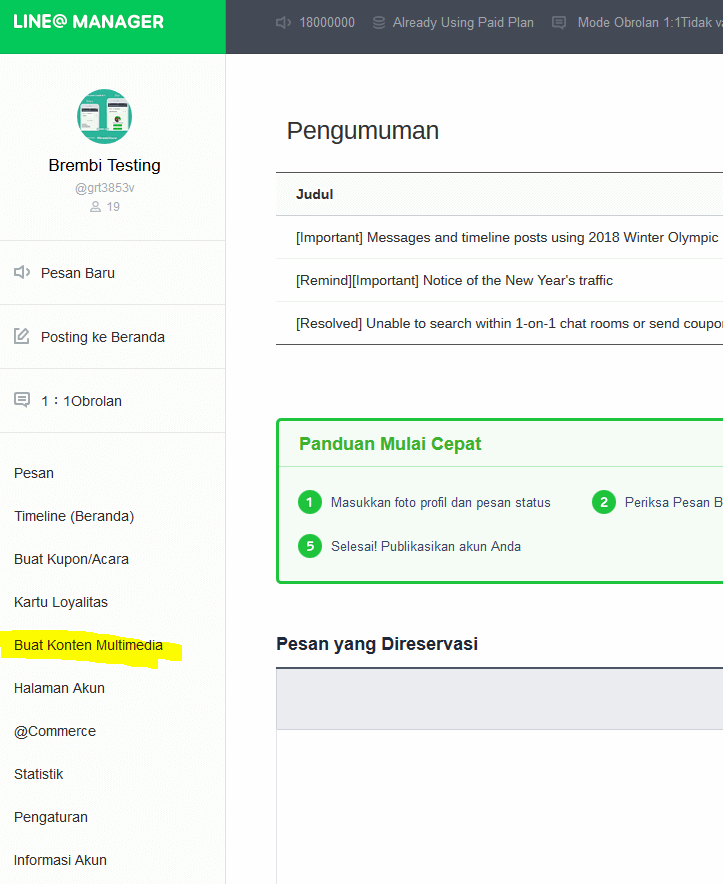 LINE@ MANAGER
18000000 Already Using Paid Plan Mode Obrolan 1:1Tidak
Brembi Testing
@grt3853v
19
Pesan Baru
Posting ke Beranda
1：1Obrolan
Pesan
Timeline (Beranda)
Buat Kupon/Acara
Kartu Loyalitas
Buat Konten Multimedia
Halaman Akun
@Commerce
Statistik
Pengaturan
Informasi Akun
Pengumuman
Judul
[Important] Messages and timeline posts using 2018 Winter Olympic
[Remind][Important] Notice of the New Year's traffic
[Resolved] Unable to search within 1-on-1 chat rooms or send coupo
Panduan Mulai Cepat
1 Masukkan foto profil dan pesan status 2 Periksa Pesan B
5 Selesai! Publikasikan akun Anda
Pesan yang Direservasi